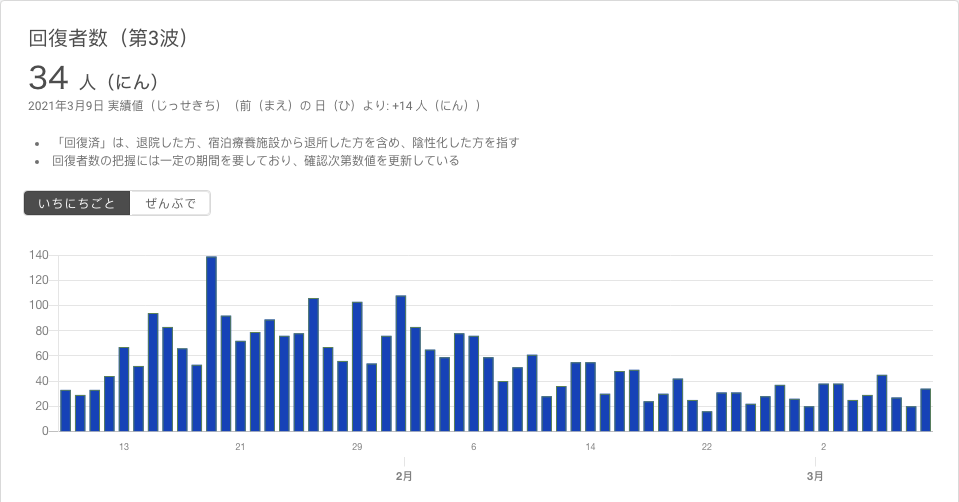 回復者数（第3波）
34 人（にん）
2021年3月9日 実績値（じっせきち）（前（まえ）の 日（ひ）より: +14 人（にん））
• 「回復済」は、退院した方、宿泊療養施設から退所した方を含め、陰性化した方を指す
• 回復者数の把握には一定の期間を要しており、確認次第数値を更新している
いちにちごと ぜんぶで
140
120
100
80
60
40
20
0
13 21 29 6 14 22 2
2月 3月